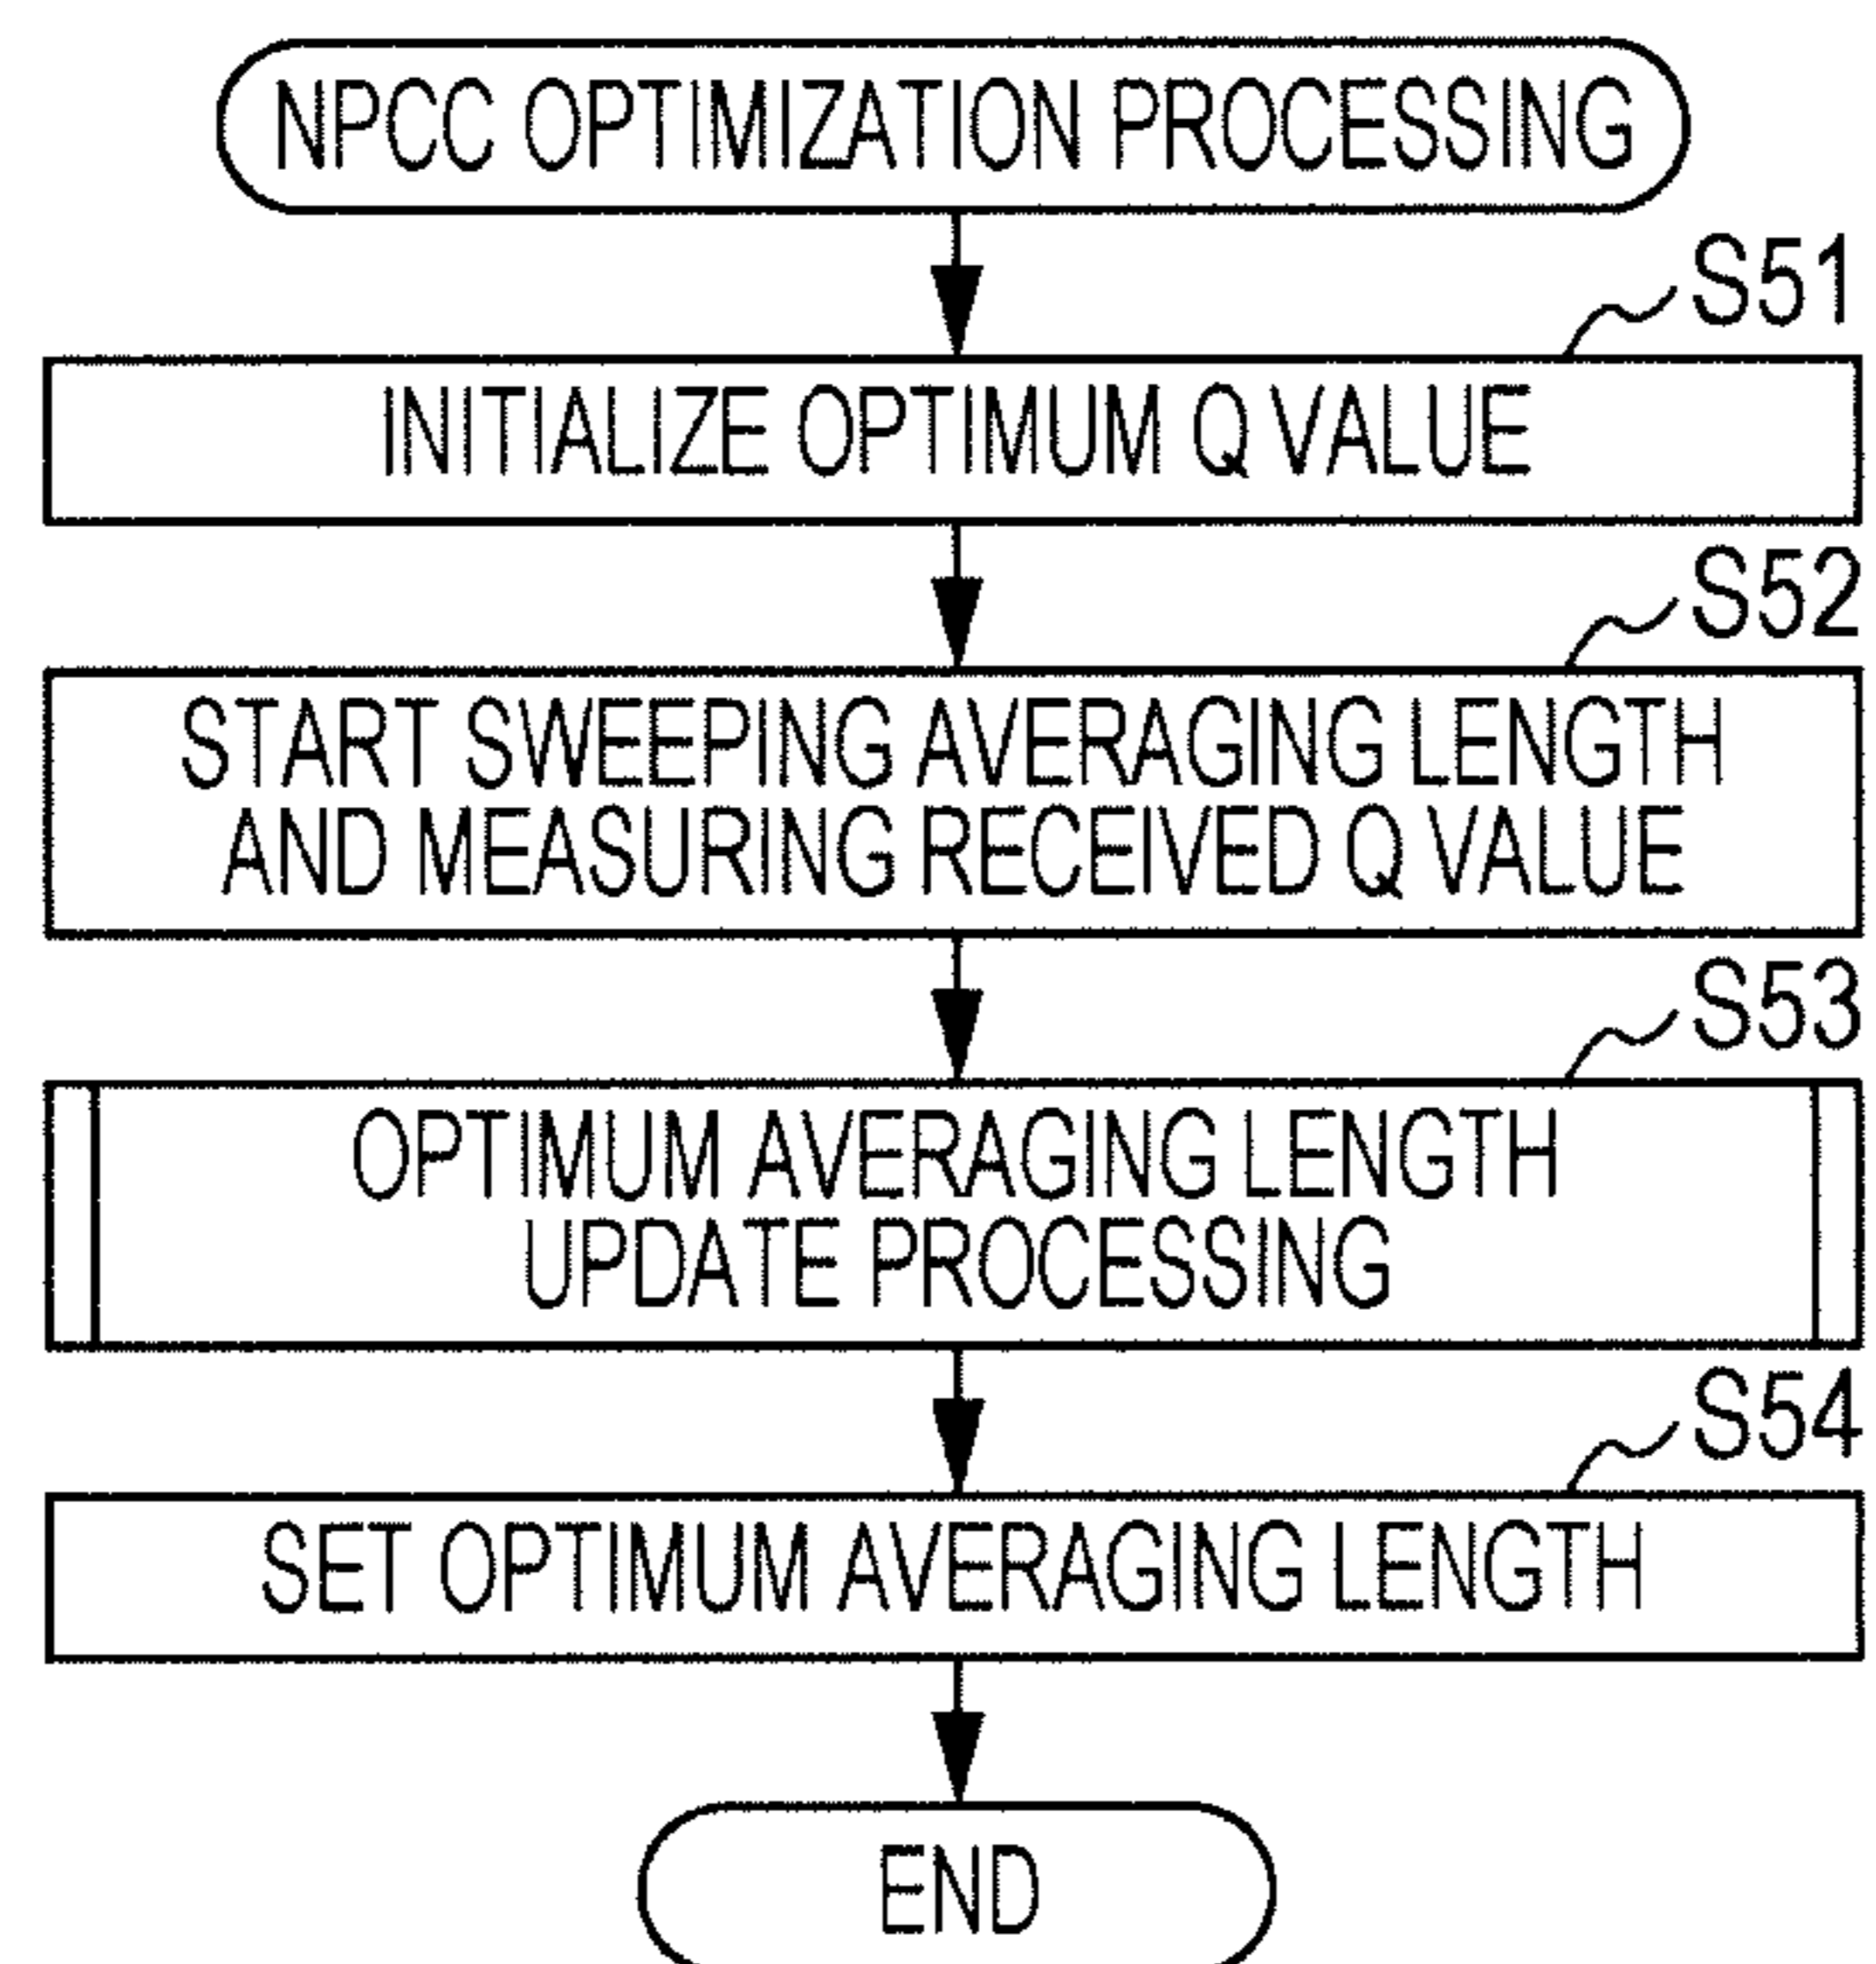 NPCC OPTIMIZATION PROCESSING
S51
INITIALIZE OPTIMUM Q VALUE
S52
START SWEEPING AVERAGING LENGTH
AND MEASURING RECEIVED Q VALUE
S53
OPTIMUM AVERAGING LENGTH
UPDATE PROCESSING
S54
SET OPTIMUM AVERAGING LENGTH
END